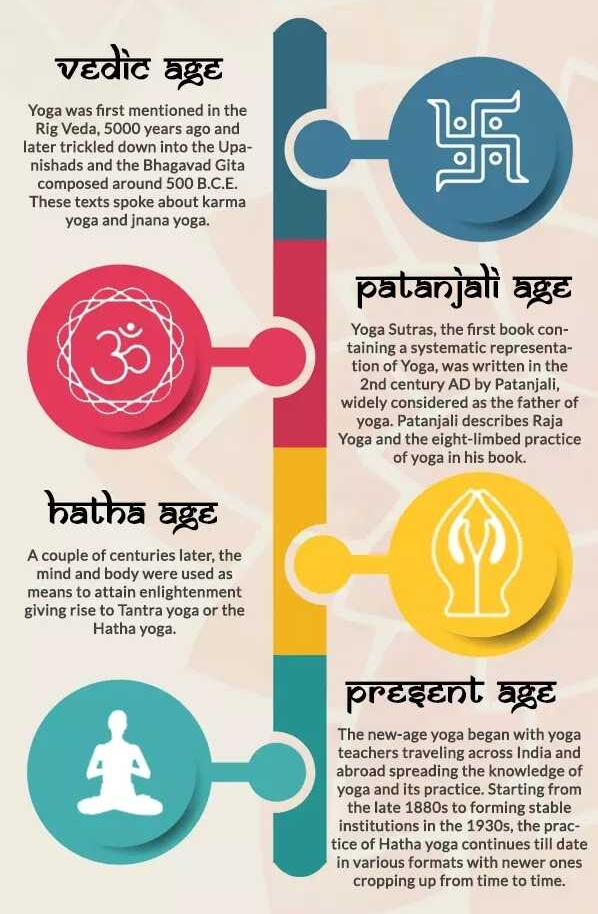 vedic age
Yoga was first mentioned in the
Rig Veda, 5000 years ago and
later trickled down into the Upa-
nishads and the Bhagavad Gita
composed around 500 B.C.E.
These texts spoke about karma
yoga and jnana yoga.
patanjali age
Yoga Sutras, the first book con-
taining a systematic representa-
tion of Yoga, was written in the
2nd century AD by Patanjali,
widely considered as the father of
yoga. Patanjali describes Raja
Yoga and the eight-limbed practice
of yoga in his book.
ॐ
hatha age
A couple of centuries later, the
mind and body were used as
means to attain enlightenment
giving rise to Tantra yoga or the
Hatha yoga.
present age
The new-age yoga began with yoga
teachers traveling across India and
abroad spreading the knowledge of
yoga and its practice. Starting from
the late 1880s to forming stable
institutions in the 1930s, the prac-
tice of Hatha yoga continues till date
in various formats with newer ones
cropping up from time to time.